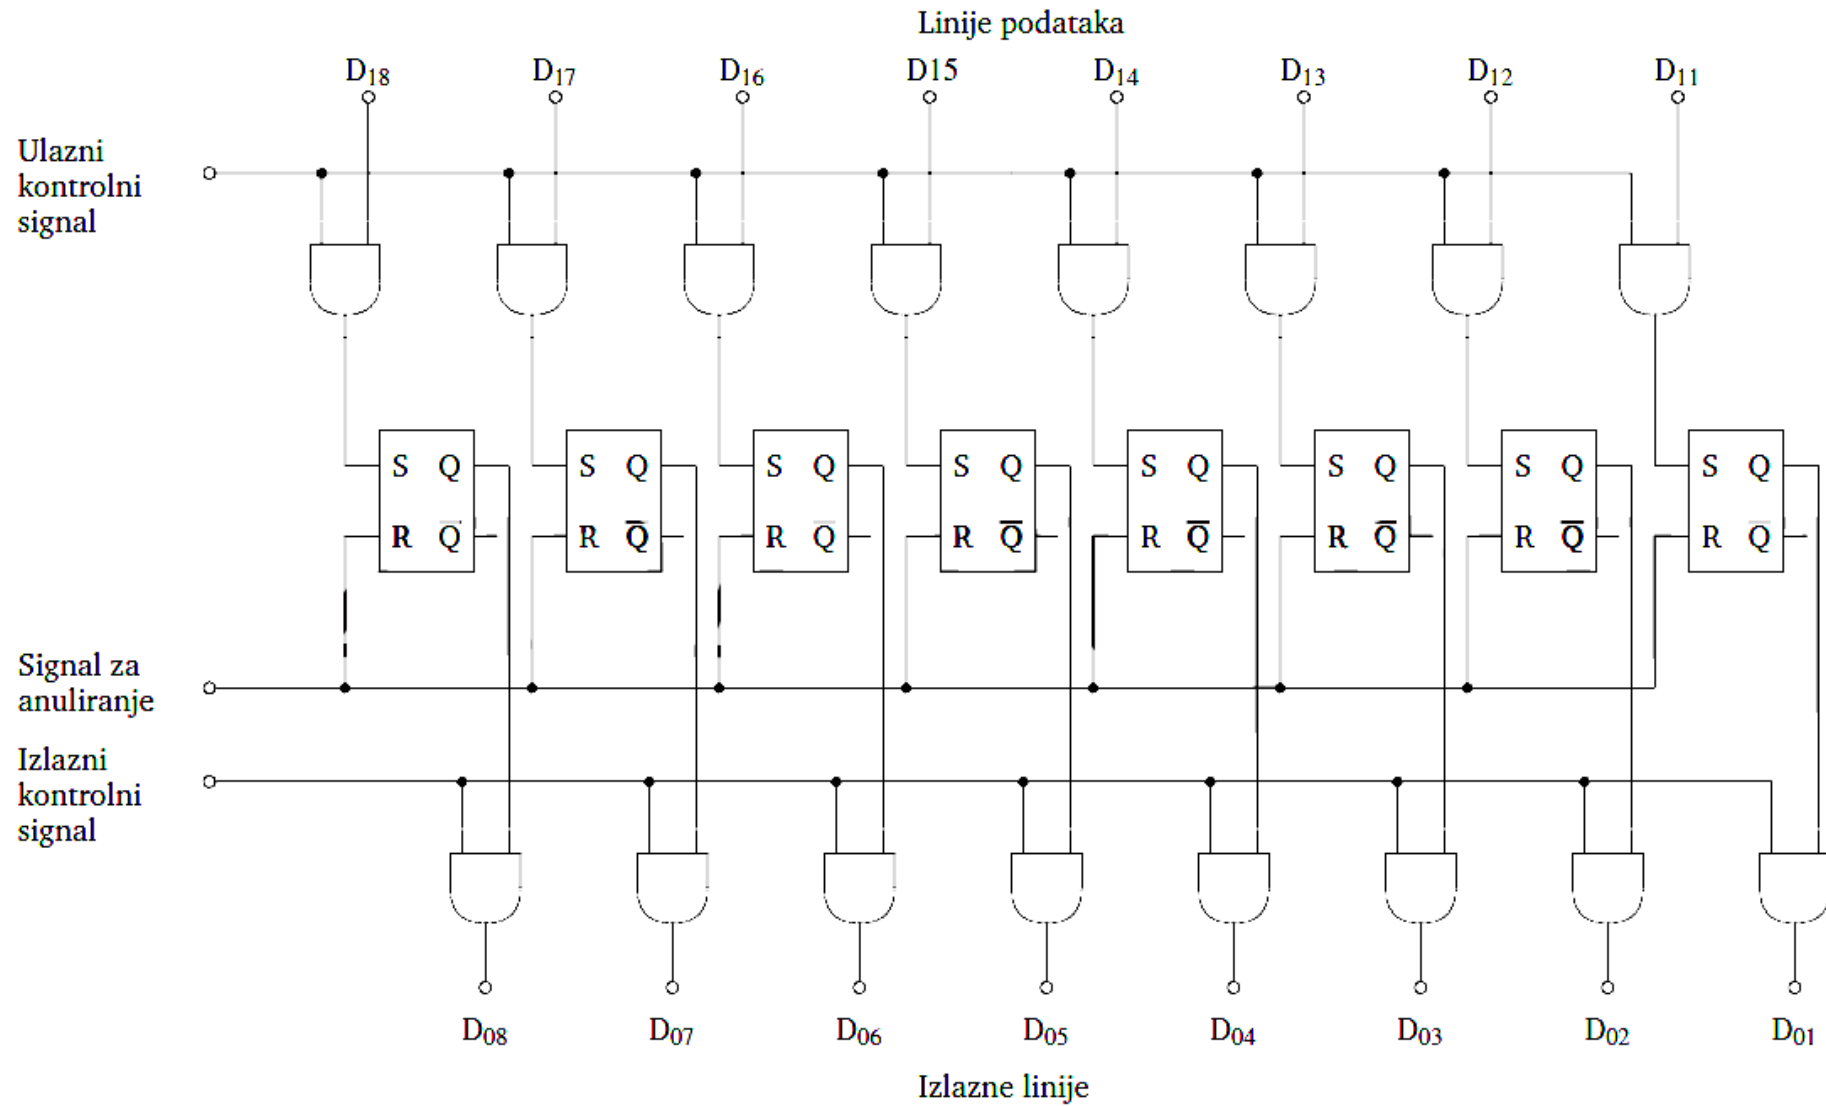 Linije podataka
D18 D17 D16 D15 D14 D13 D12 D11
Ulazni
kontrolni
signal
S Q S Q S Q S Q S Q S Q S Q S Q
R Q̅ R Q̅ R Q̅ R Q̅ R Q̅ R Q̅ R Q̅ R Q̅
Signal za
anuliranje
Izlazni
kontrolni
signal
D08 D07 D06 D05 D04 D03 D02 D01
Izlazne linije